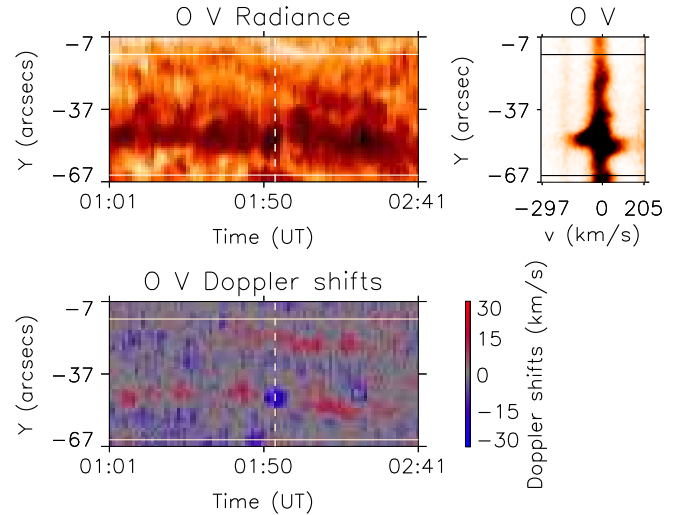 O V Radiance
O V
−7
−37
−67
Y (arcsecs)
01:01 01:50 02:41
Time (UT)
−7
−37
−67
Y (arcsec)
−297 0 205
v (km/s)
O V Doppler shifts
−7
−37
−67
Y (arcsecs)
01:01 01:50 02:41
Time (UT)
30
15
0
−15
−30
Doppler shifts (km/s)